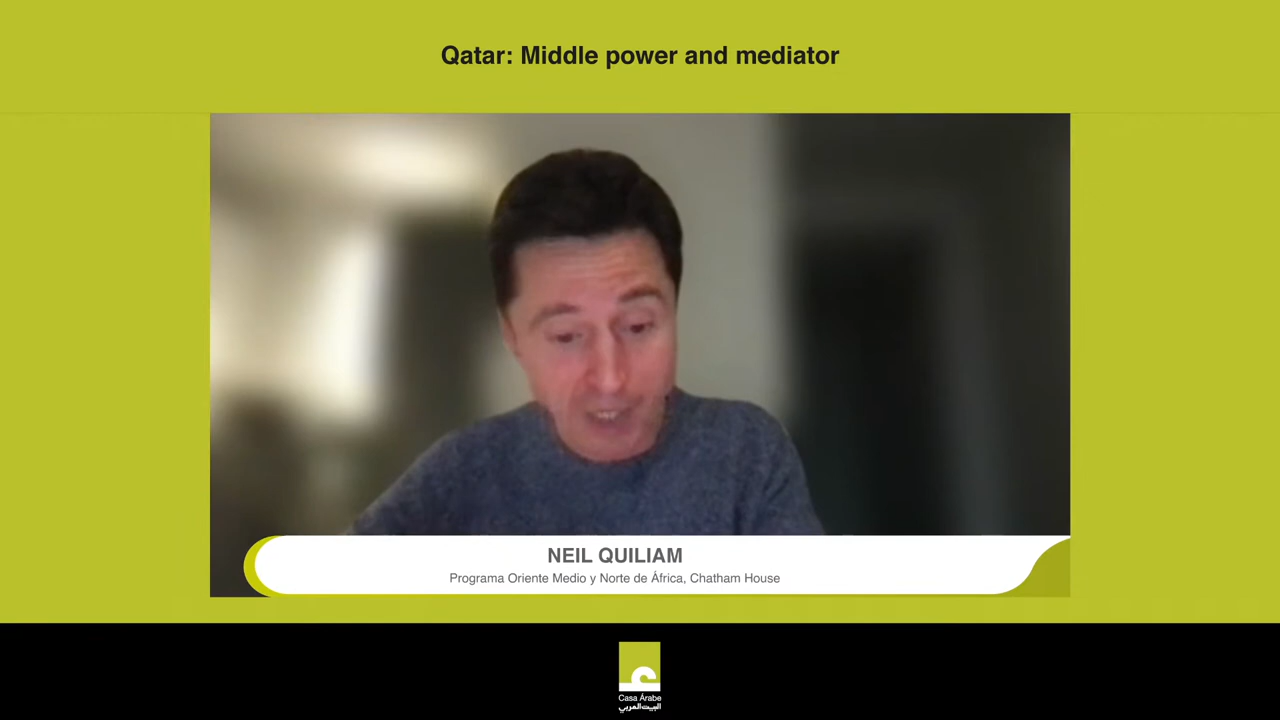 Qatar: Middle power and mediator
NEIL QUILIAM
Programa Oriente Medio y Norte de África, Chatham House
Casa Árabe
البيت العربي